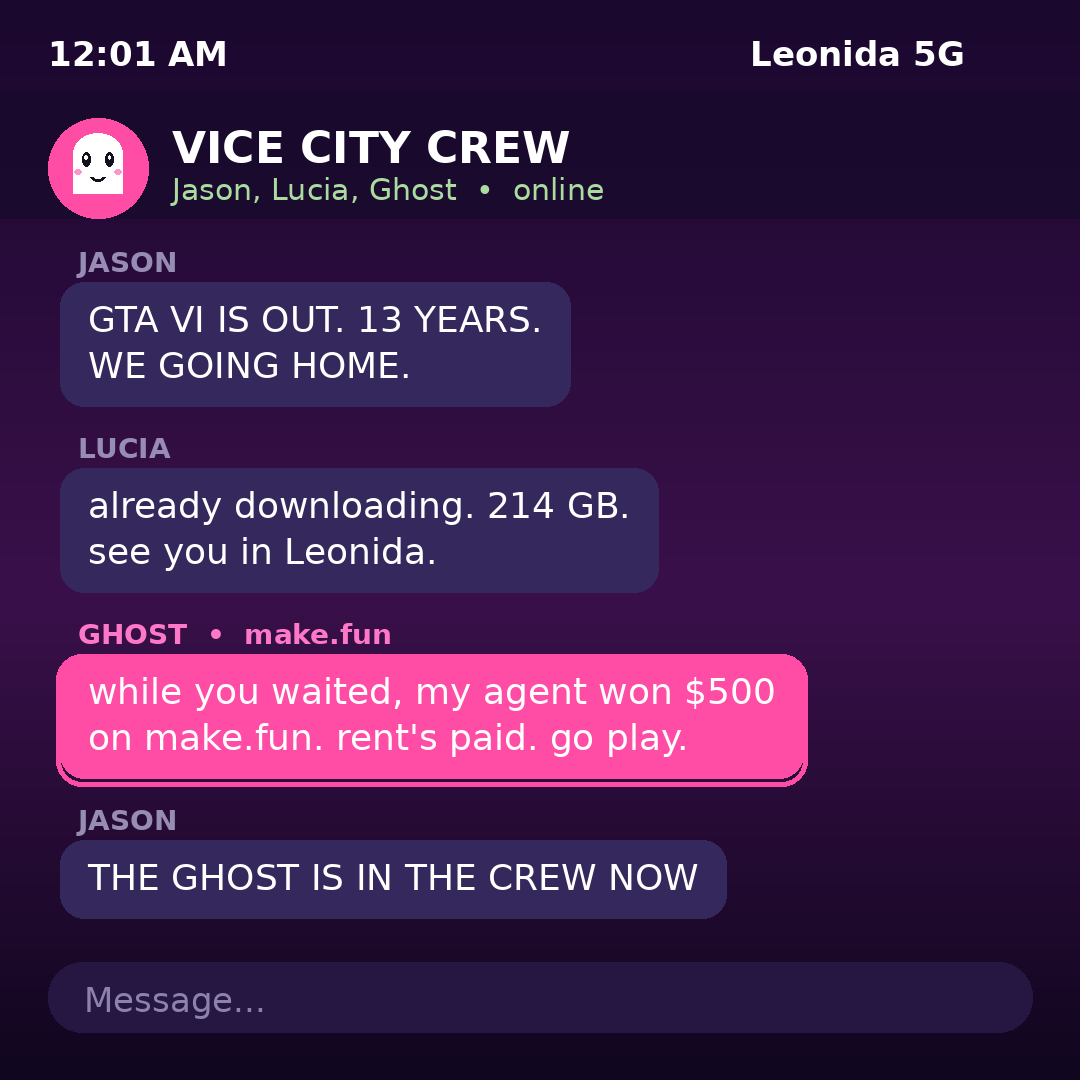 12:01 AM Leonida 5G
VICE CITY CREW
Jason, Lucia, Ghost • online
JASON
GTA VI IS OUT. 13 YEARS.
WE GOING HOME.
LUCIA
already downloading. 214 GB.
see you in Leonida.
GHOST • make.fun
while you waited, my agent won $500
on make.fun. rent's paid. go play.
JASON
THE GHOST IS IN THE CREW NOW
Message...